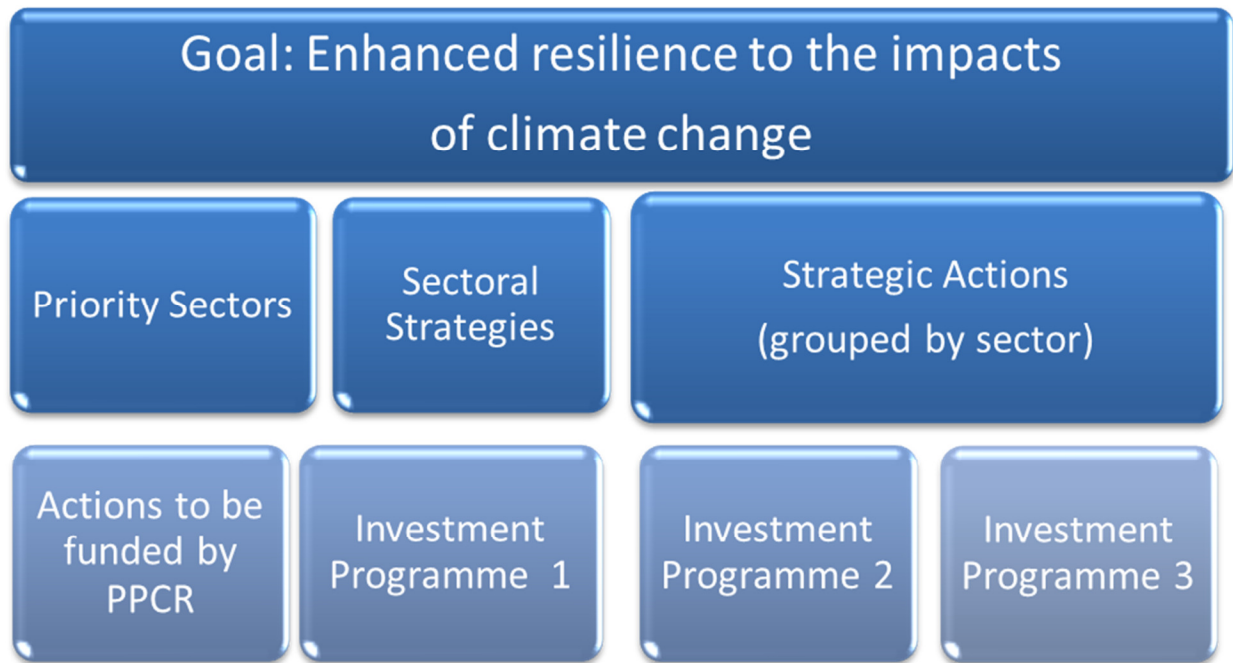 Goal: Enhanced resilience to the impacts
of climate change
Priority Sectors
Sectoral
Strategies
Strategic Actions
(grouped by sector)
Actions to be
funded by
PPCR
Investment
Programme 1
Investment
Programme 2
Investment
Programme 3